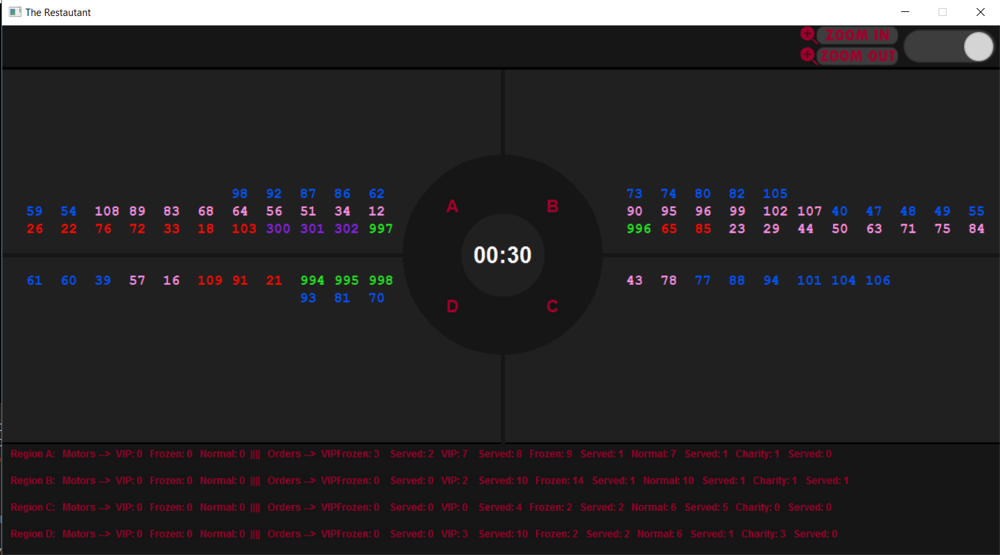 The Restautant
ZOOM IN
ZOOM OUT
98 92 87 86 62
59 54 108 89 83 68 64 56 51 34 12
26 22 76 72 33 18 103 300 301 302 997
73 74 80 82 105
90 95 96 99 102 107 40 47 48 49 55
996 65 85 23 29 44 50 63 71 75 84
A
B
00:30
D
C
61 60 39 57 16 109 91 21 994 995 998
93 81 70
43 78 77 88 94 101 104 106
Region A: Motors --> VIP: 0 Frozen: 0 Normal: 0 |||| Orders --> VIPFrozen: 3 Served: 2 VIP: 7 Served: 8 Frozen: 9 Served: 1 Normal: 7 Served: 1 Charity: 1 Served: 0
Region B: Motors --> VIP: 0 Frozen: 0 Normal: 0 |||| Orders --> VIPFrozen: 0 Served: 0 VIP: 2 Served: 10 Frozen: 14 Served: 1 Normal: 10 Served: 1 Charity: 1 Served: 1
Region C: Motors --> VIP: 0 Frozen: 0 Normal: 0 |||| Orders --> VIPFrozen: 0 Served: 0 VIP: 0 Served: 4 Frozen: 2 Served: 2 Normal: 6 Served: 5 Charity: 0 Served: 0
Region D: Motors --> VIP: 0 Frozen: 0 Normal: 0 |||| Orders --> VIPFrozen: 0 Served: 0 VIP: 3 Served: 10 Frozen: 2 Served: 2 Normal: 6 Served: 1 Charity: 3 Served: 0